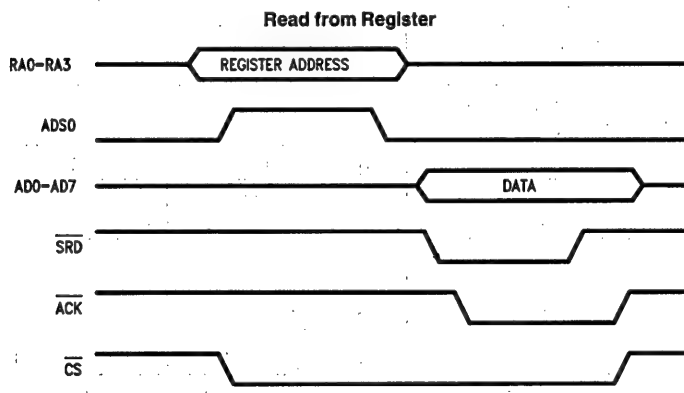 Read from Register
RA0-RA3
REGISTER ADDRESS
ADS0
AD0-AD7
DATA
SRD
ACK
CS